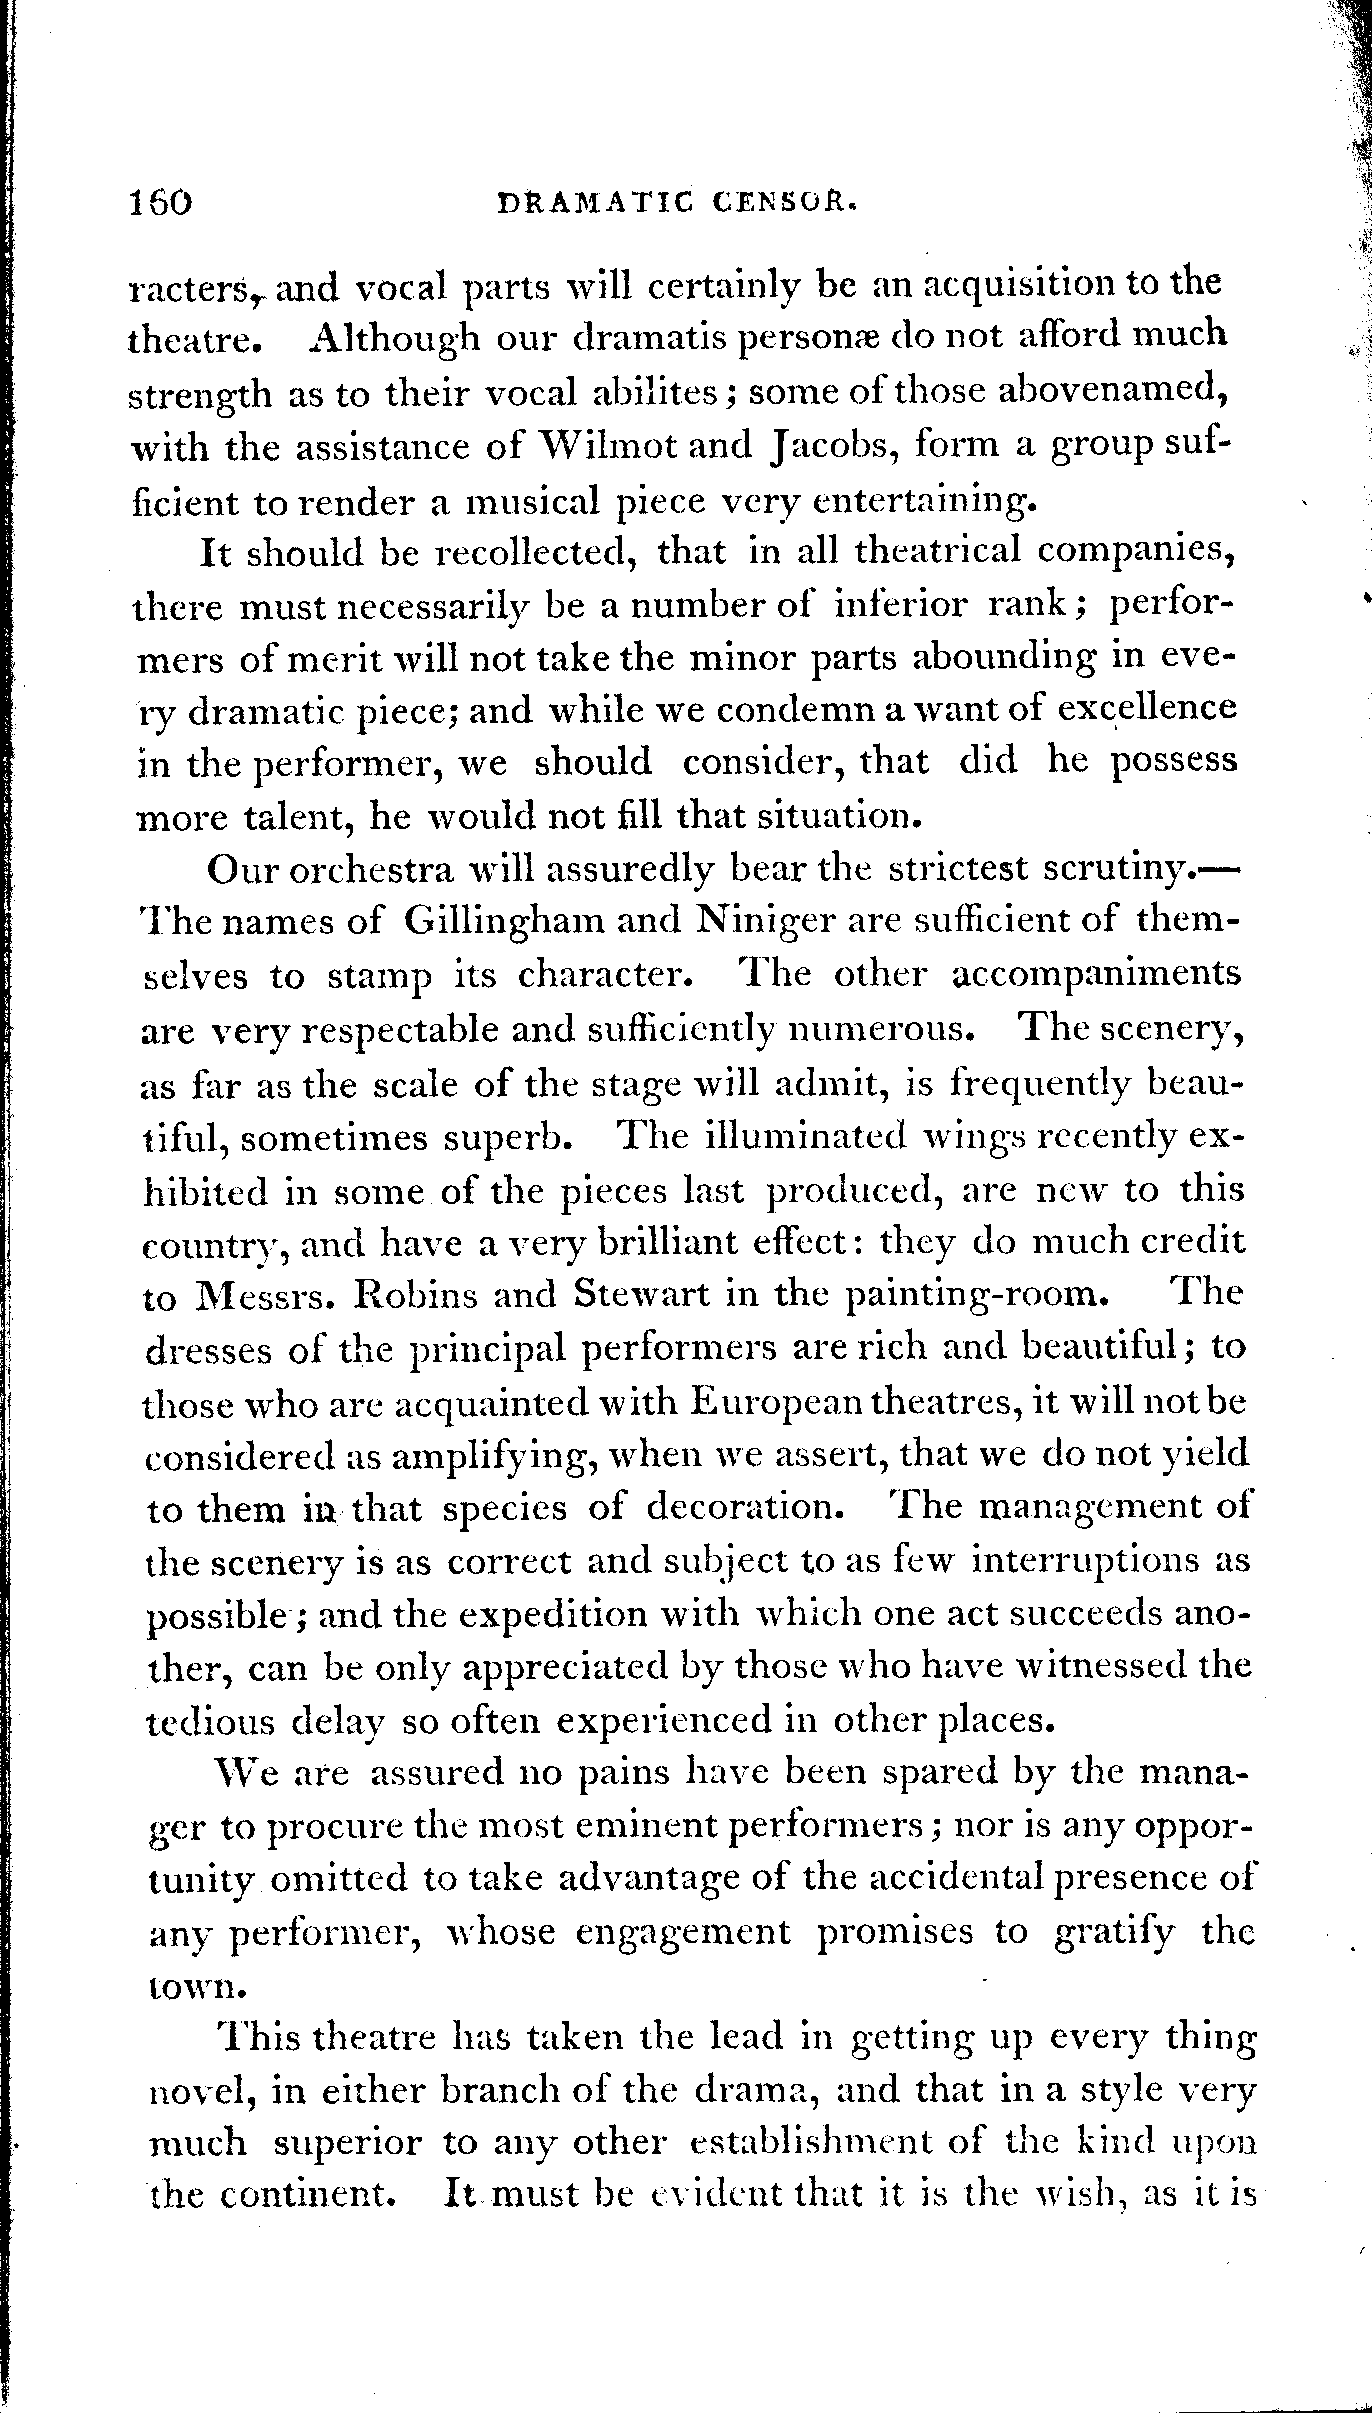 160 DRAMATIC CENSOR.
racters, and vocal parts will certainly be an acquisition to the
theatre. Although our dramatis personæ do not afford much
strength as to their vocal abilites; some of those abovenamed,
with the assistance of Wilmot and Jacobs, form a group suf-
ficient to render a musical piece very entertaining.
It should be recollected, that in all theatrical companies,
there must necessarily be a number of inferior rank; perfor-
mers of merit will not take the minor parts abounding in eve-
ry dramatic piece; and while we condemn a want of excellence
in the performer, we should consider, that did he possess
more talent, he would not fill that situation.
Our orchestra will assuredly bear the strictest scrutiny.—
The names of Gillingham and Niniger are sufficient of them-
selves to stamp its character. The other accompaniments
are very respectable and sufficiently numerous. The scenery,
as far as the scale of the stage will admit, is frequently beau-
tiful, sometimes superb. The illuminated wings recently ex-
hibited in some of the pieces last produced, are new to this
country, and have a very brilliant effect: they do much credit
to Messrs. Robins and Stewart in the painting-room. The
dresses of the principal performers are rich and beautiful; to
those who are acquainted with European theatres, it will not be
considered as amplifying, when we assert, that we do not yield
to them in that species of decoration. The management of
the scenery is as correct and subject to as few interruptions as
possible; and the expedition with which one act succeeds ano-
ther, can be only appreciated by those who have witnessed the
tedious delay so often experienced in other places.
We are assured no pains have been spared by the mana-
ger to procure the most eminent performers; nor is any oppor-
tunity omitted to take advantage of the accidental presence of
any performer, whose engagement promises to gratify the
town.
This theatre has taken the lead in getting up every thing
novel, in either branch of the drama, and that in a style very
much superior to any other establishment of the kind upon
the continent. It must be evident that it is the wish, as it is